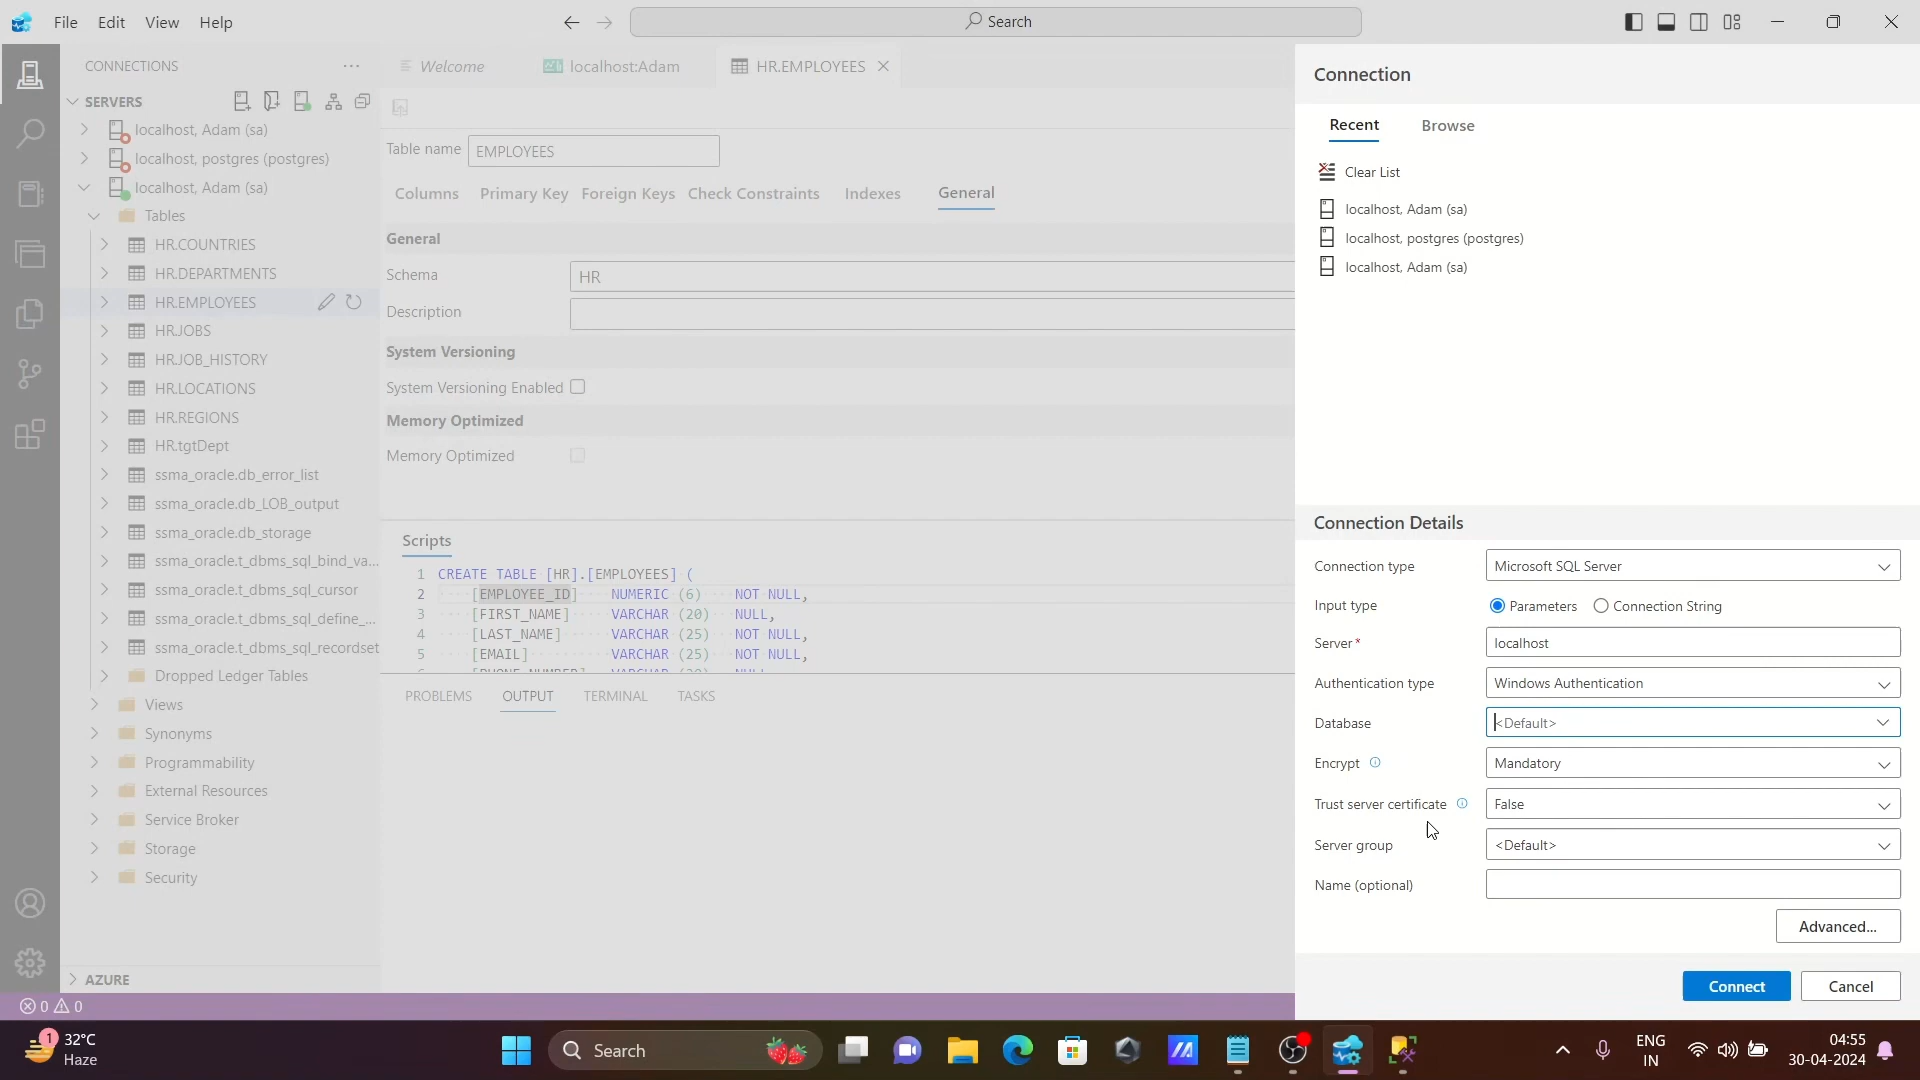 File Edit View Help
Search
CONNECTIONS
SERVERS
localhost, Adam (sa)
localhost, postgres (postgres)
localhost, Adam (sa)
Tables
HR.COUNTRIES
HR.DEPARTMENTS
HR.EMPLOYEES
HR.JOBS
HR.JOB_HISTORY
HR.LOCATIONS
HR.REGIONS
HR.tgtDept
ssma_oracle.db_error_list
ssma_oracle.db_LOB_output
ssma_oracle.db_storage
ssma_oracle.t_dbms_sql_bind_va...
ssma_oracle.t_dbms_sql_cursor
ssma_oracle.t_dbms_sql_define_...
ssma_oracle.t_dbms_sql_recordset
Dropped Ledger Tables
Views
Synonyms
Programmability
External Resources
Service Broker
Storage
Security
AZURE
0 0
Welcome localhost:Adam HR.EMPLOYEES
Table name EMPLOYEES
Columns Primary Key Foreign Keys Check Constraints Indexes General
General
Schema HR
Description
System Versioning
System Versioning Enabled
Memory Optimized
Memory Optimized
Scripts
1 CREATE TABLE [HR].[EMPLOYEES] (
2 [EMPLOYEE_ID] NUMERIC (6) NOT NULL,
3 [FIRST_NAME] VARCHAR (20) NULL,
4 [LAST_NAME] VARCHAR (25) NOT NULL,
5 [EMAIL] VARCHAR (25) NOT NULL,
6 [PHONE_NUMBER] VARCHAR (20) NULL,
PROBLEMS OUTPUT TERMINAL TASKS
Connection
Recent Browse
Clear List
localhost, Adam (sa)
localhost, postgres (postgres)
localhost, Adam (sa)
Connection Details
Connection type Microsoft SQL Server
Input type Parameters Connection String
Server* localhost
Authentication type Windows Authentication
Database <Default>
Encrypt Mandatory
Trust server certificate False
Server group <Default>
Name (optional)
Advanced...
Connect Cancel
1 32°C
Haze
Search
ENG
IN
04:55
30-04-2024